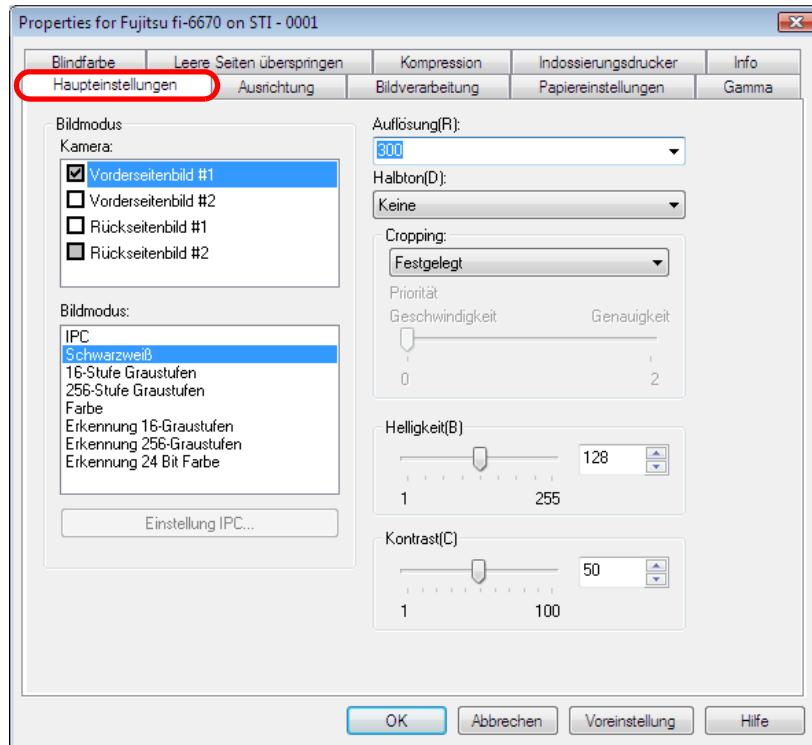 Properties for Fujitsu fi-6670 on STI - 0001
Blindfarbe
Leere Seiten überspringen
Kompression
Indossierungsdrucker
Info
Haupteinstellungen
Ausrichtung
Bildverarbeitung
Papiereinstellungen
Gamma
Bildmodus
Kamera:
Vorderseitenbild #1
Vorderseitenbild #2
Rückseitenbild #1
Rückseitenbild #2
Bildmodus:
IPC
Schwarzweiß
16-Stufe Graustufen
256-Stufe Graustufen
Farbe
Erkennung 16-Graustufen
Erkennung 256-Graustufen
Erkennung 24 Bit Farbe
Einstellung IPC...
Auflösung(R):
300
Halbton(D):
Keine
Cropping:
Festgelegt
Priorität
Geschwindigkeit Genauigkeit
0 2
Helligkeit(B)
128
1 255
Kontrast(C)
50
1 100
OK
Abbrechen
Voreinstellung
Hilfe